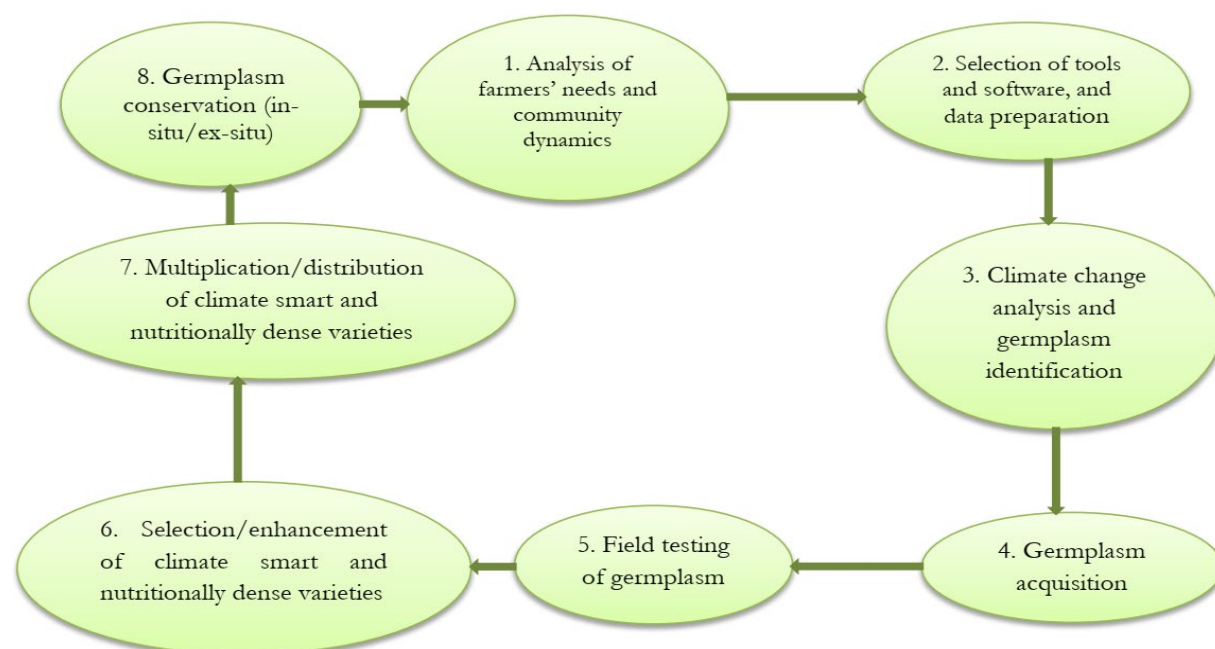 1. Analysis of
farmers’ needs and
community
dynamics
2. Selection of tools
and software, and
data preparation
3. Climate change
analysis and
germplasm
identification
4. Germplasm
acquisition
5. Field testing
of germplasm
6. Selection/enhancement
of climate smart and
nutritionally dense varieties
7. Multiplication/distribution
of climate smart and
nutritionally dense varieties
8. Germplasm
conservation (in-
situ/ex-situ)